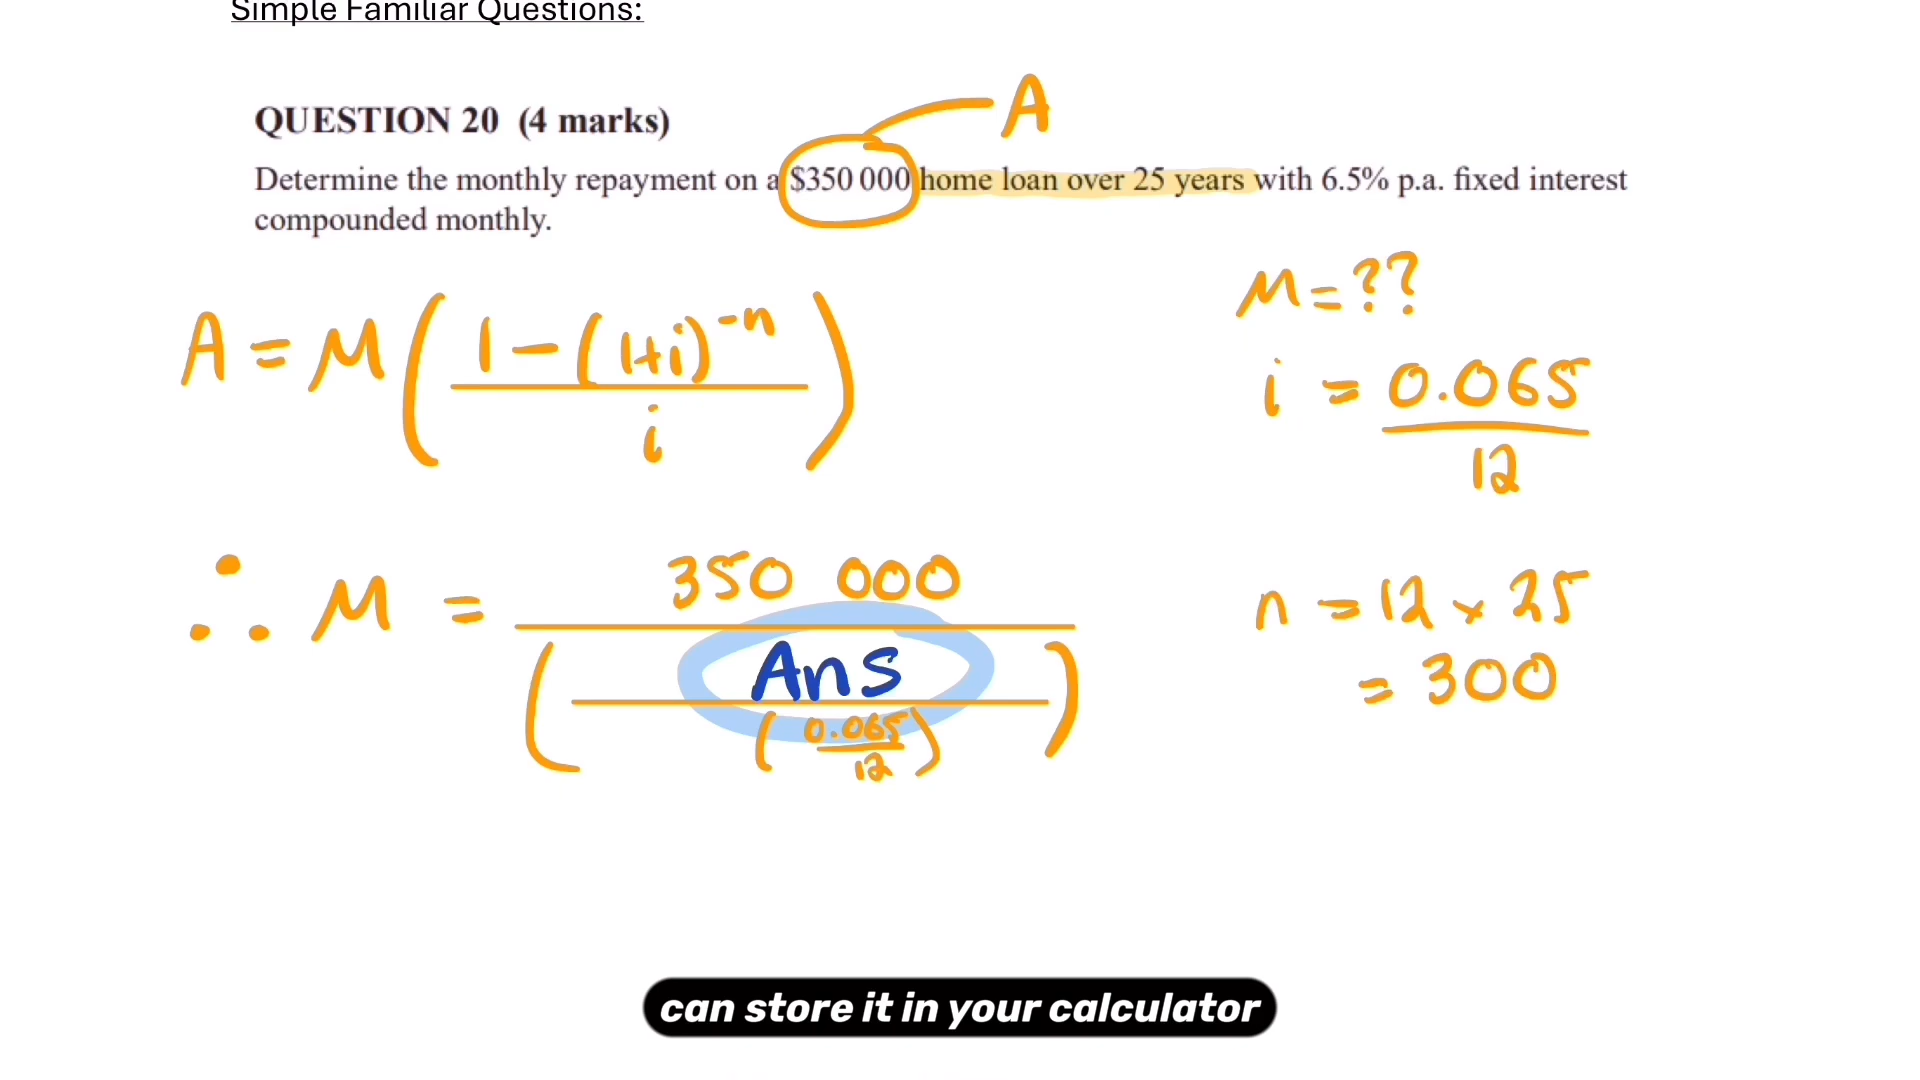 Simple Familiar Questions:
QUESTION 20 (4 marks)
A
Determine the monthly repayment on a $350 000 home loan over 25 years with 6.5% p.a. fixed interest
compounded monthly.
M = ??
A = M ( 1 - (1+i)^-n / i )
i = 0.065 / 12
∴ M = 350 000 / ( Ans / ( 0.065 / 12 ) )
n = 12 × 25
= 300
can store it in your calculator